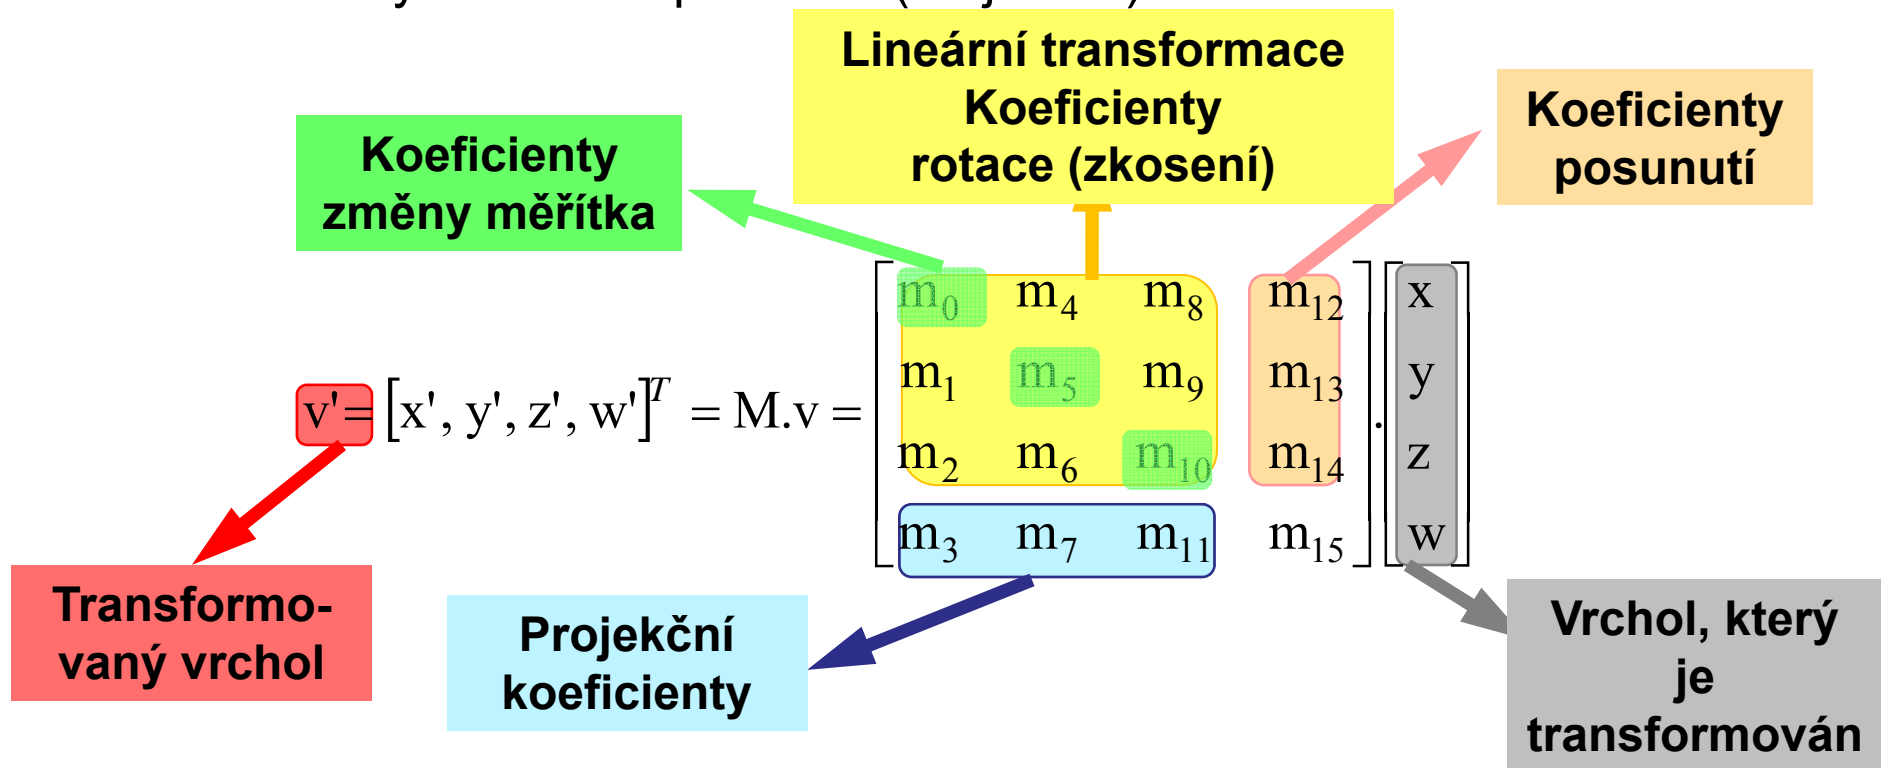 Lineární transformace
Koeficienty
rotace (zkosení)
Koeficienty
posunutí
Koeficienty
změny měřítka
m0 m4 m8 m12 x
m1 m5 m9 m13 y
v'= [x', y', z', w']^T = M.v = .
m2 m6 m10 m14 z
m3 m7 m11 m15 w
Transformo-
vaný vrchol
Projekční
koeficienty
Vrchol, který
je
transformován